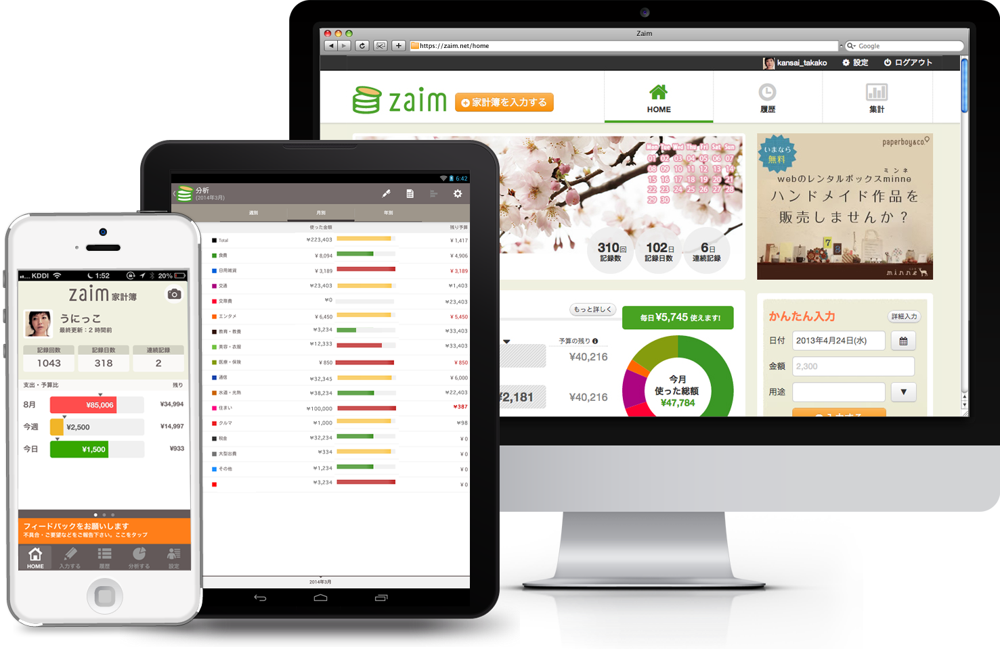 Zaim
https://zaim.net/home
Google
kansai_takako 設定 ログアウト
zaim
家計簿を入力する
HOME
履歴
集計
Mon Tue Wed Thu Fri Sat Sun
01 02 03 04 05 06 07
08 09 10 11 12 13 14
15 16 17 18 19 20 21
22 23 24 25 26 27 28
29 30
310回
記録数
102日
記録日数
6日
連続記録
いまなら
無料
paperboy&co.
ミンネ
webのレンタルボックスminne
ハンドメイド作品を
販売しませんか？
7
minne
もっと詳しく
毎日¥5,745 使えます!
予算の残り
¥40,216
¥2,181
¥40,216
今月
使った総額
¥47,784
かんたん入力
詳細入力
日付 2013年4月24日(水)
金額 2,300
用途
入力する
6:42
分析
(2014年3月)
週別 月別 年別
使った金額 残り予算
Total ¥223,403 ¥1,417
食費 ¥8,094 ¥4,906
日用雑貨 ¥3,189 ¥3,189
交通 ¥23,403 ¥1,403
交際費 ¥0 ¥23,403
エンタメ ¥6,450 ¥5,450
教育・教養 ¥3,234 ¥33,403
美容・衣服 ¥12,333 ¥33,403
医療・保険 ¥850 ¥850
通信 ¥32,345 ¥6,000
水道・光熱 ¥38,234 ¥22,403
住まい ¥100,000 ¥387
クルマ ¥1,000 ¥98
税金 ¥32,234 ¥0
大型出費 ¥334 ¥0
その他 ¥1,234 ¥0
¥3,234 ¥0
2014年3月
KDDI 1:52 20%
zaim 家計簿
うにっこ
最終更新：2 時間前
記録回数 記録日数 連続記録
1043 318 2
支出・予算比 残り
8月 ¥85,006 ¥34,994
今週 ¥2,500 ¥14,997
今日 ¥1,500 ¥933
フィードバックをお願いします
不具合・ご要望などをご報告下さい。ここをタップ
HOME 入力する 履歴 分析する 設定